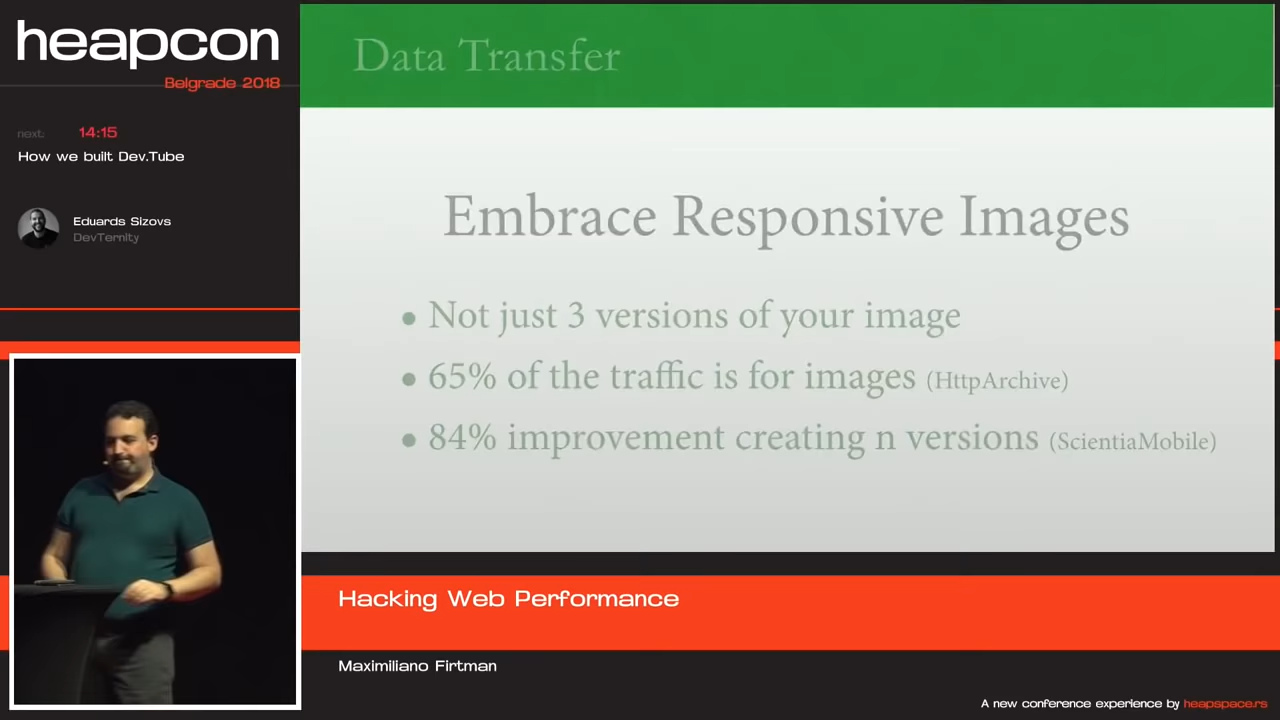 heapcon
Belgrade 2018
next: 14:15
How we built Dev.Tube
Eduards Sizovs
DevTernity
Data Transfer
Embrace Responsive Images
• Not just 3 versions of your image
• 65% of the traffic is for images (HttpArchive)
• 84% improvement creating n versions (ScientiaMobile)
Hacking Web Performance
Maximiliano Firtman
A new conference experience by heapspace.rs